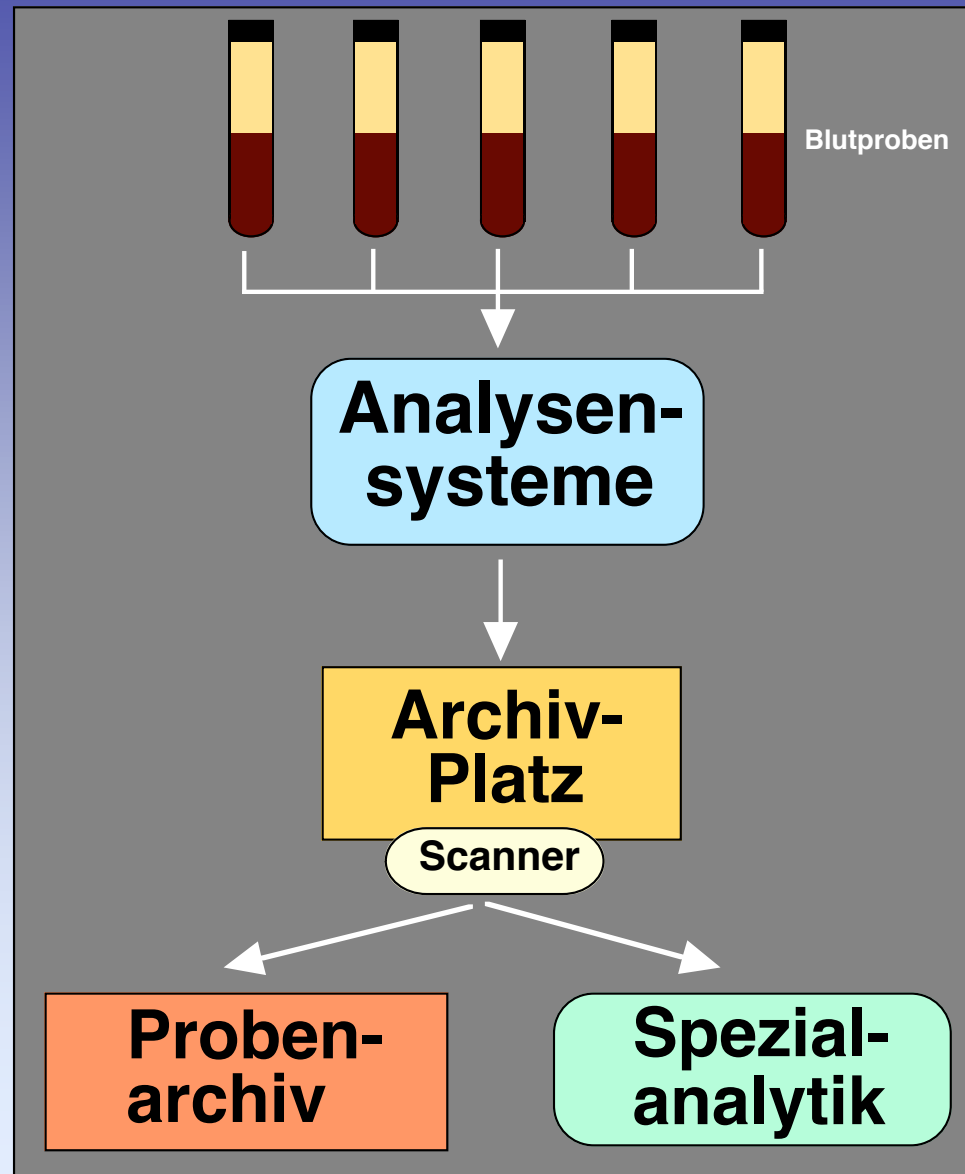 Blutproben
Analysen-
systeme
Archiv-
Platz
Scanner
Proben-
archiv
Spezial-
analytik